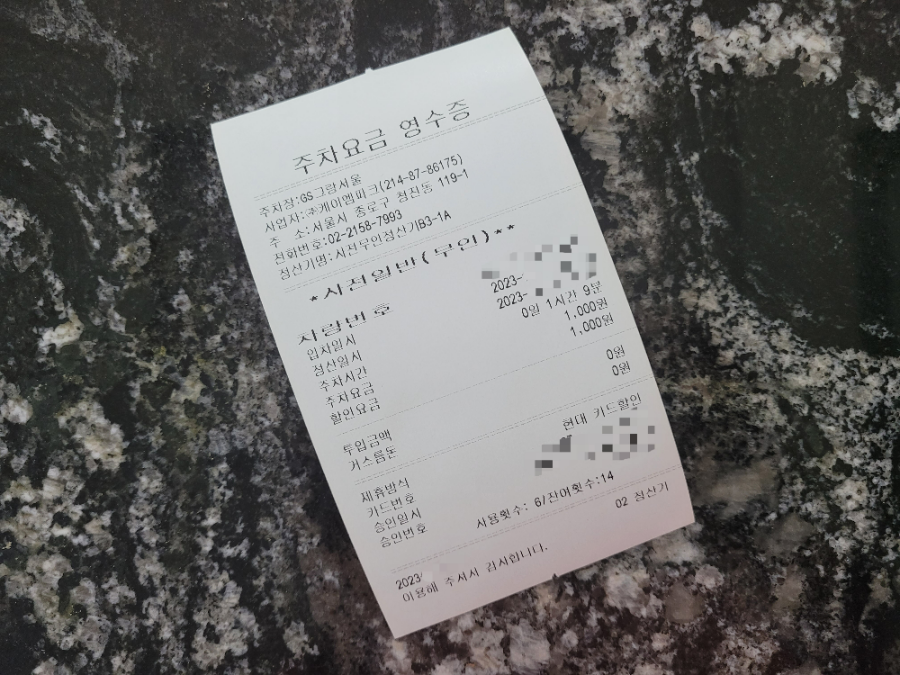 주차요금 영수증
주차장:GS그랑서울
사업자:㈜케이엠파크(214-87-86175)
주 소:서울시 종로구 청진동 119-1
전화번호:02-2158-7993
정산기명:사전무인정산기B3-1A
*사전일반(무인)**
차량번호
입차일시 2023-
정산일시 2023-
주차시간 0일 1시간 9분
주차요금 1,000원
할인요금 1,000원
투입금액 0원
거스름돈 0원
제휴방식 현대 카드할인
카드번호
승인일시
승인번호
사용횟수: 6/잔여횟수:14
02 정산기
2023
이용해 주셔서 감사합니다.